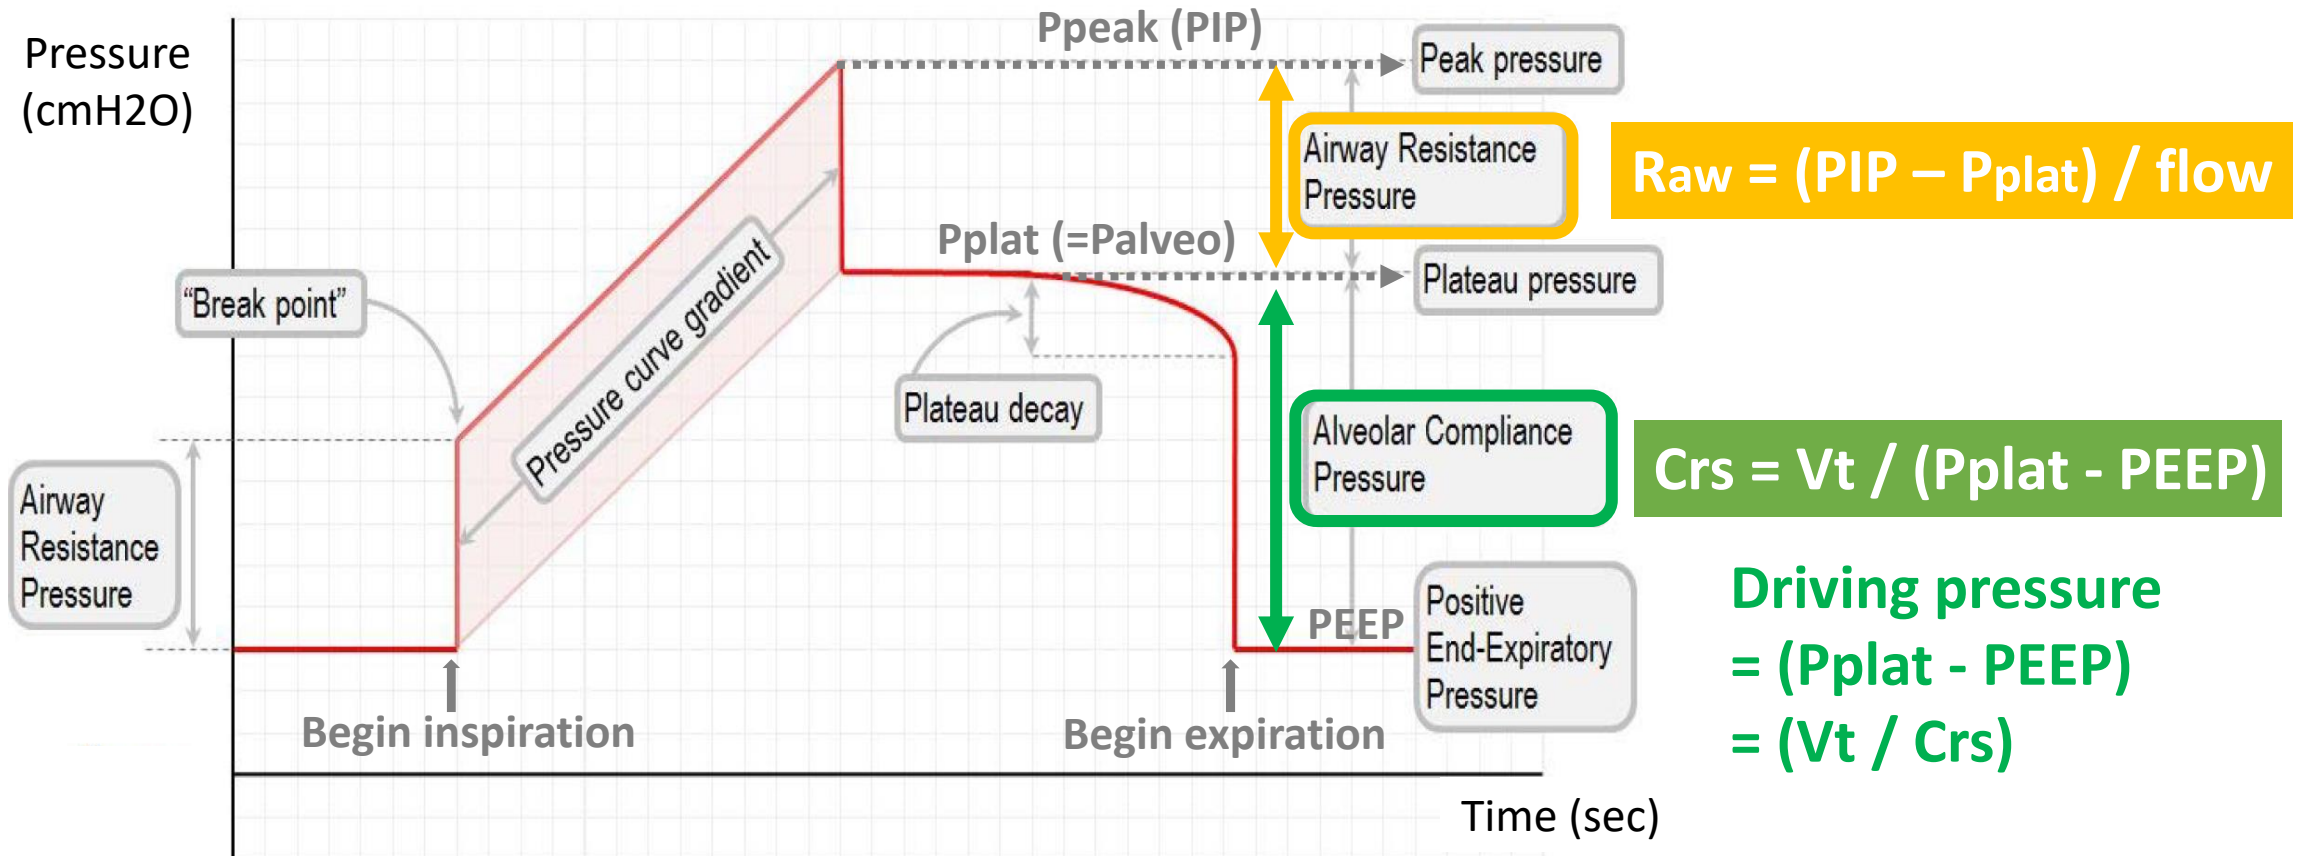 Pressure
(cmH2O)
Ppeak (PIP)
Peak pressure
Airway Resistance
Pressure
Raw = (PIP – Pplat) / flow
Pplat (=Palveo)
Plateau pressure
"Break point"
Pressure curve gradient
Plateau decay
Alveolar Compliance
Pressure
Crs = Vt / (Pplat - PEEP)
Airway
Resistance
Pressure
PEEP
Positive
End-Expiratory
Pressure
Driving pressure
= (Pplat - PEEP)
= (Vt / Crs)
Begin inspiration
Begin expiration
Time (sec)